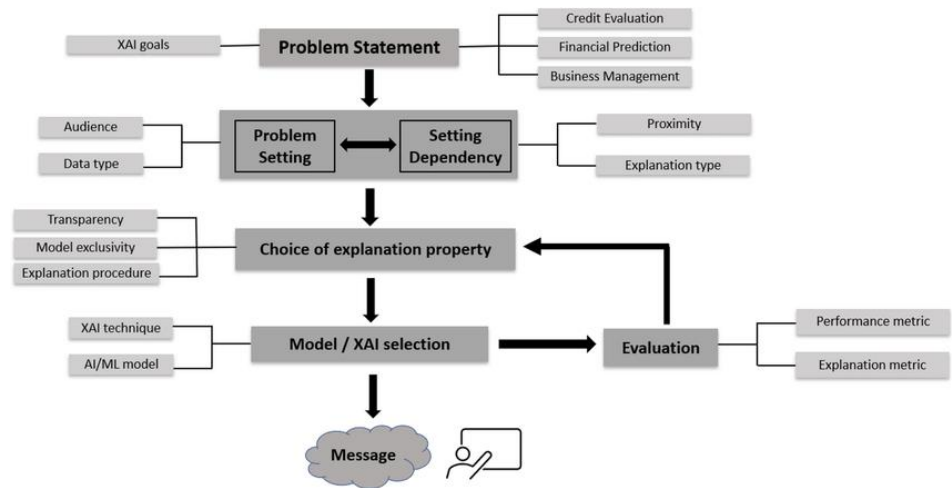 Credit Evaluation
XAI goals
Problem Statement
Financial Prediction
Business Management
Audience
Data type
Problem
Setting
Setting
Dependency
Proximity
Explanation type
Transparency
Model exclusivity
Explanation procedure
Choice of explanation property
XAI technique
AI/ML model
Model / XAI selection
Evaluation
Performance metric
Explanation metric
Message